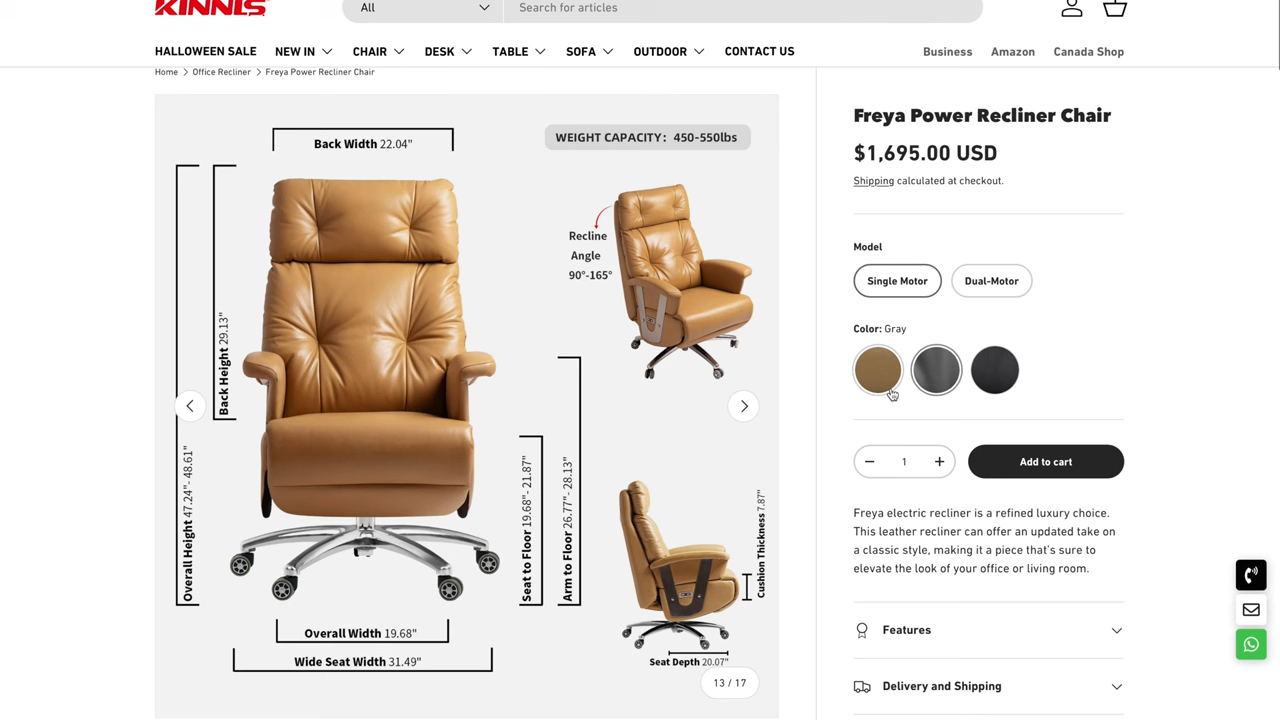 KINNLS
All
Search for articles
HALLOWEEN SALE
NEW IN
CHAIR
DESK
TABLE
SOFA
OUTDOOR
CONTACT US
Business
Amazon
Canada Shop
Home
Office Recliner
Freya Power Recliner Chair
Back Width 22.04"
WEIGHT CAPACITY: 450-550lbs
Recline
Angle
90°-165°
Back Height 29.13"
Overall Height 47.24"- 48.61"
Seat to Floor 19.68"- 21.87"
Arm to Floor 26.77"- 28.13"
Cushion Thickness 7.87"
Overall Width 19.68"
Wide Seat Width 31.49"
Seat Depth 20.07"
13 / 17
Freya Power Recliner Chair
$1,695.00 USD
Shipping calculated at checkout.
Model
Single Motor
Dual-Motor
Color: Gray
1
Add to cart
Freya electric recliner is a refined luxury choice.
This leather recliner can offer an updated take on
a classic style, making it a piece that's sure to
elevate the look of your office or living room.
Features
Delivery and Shipping